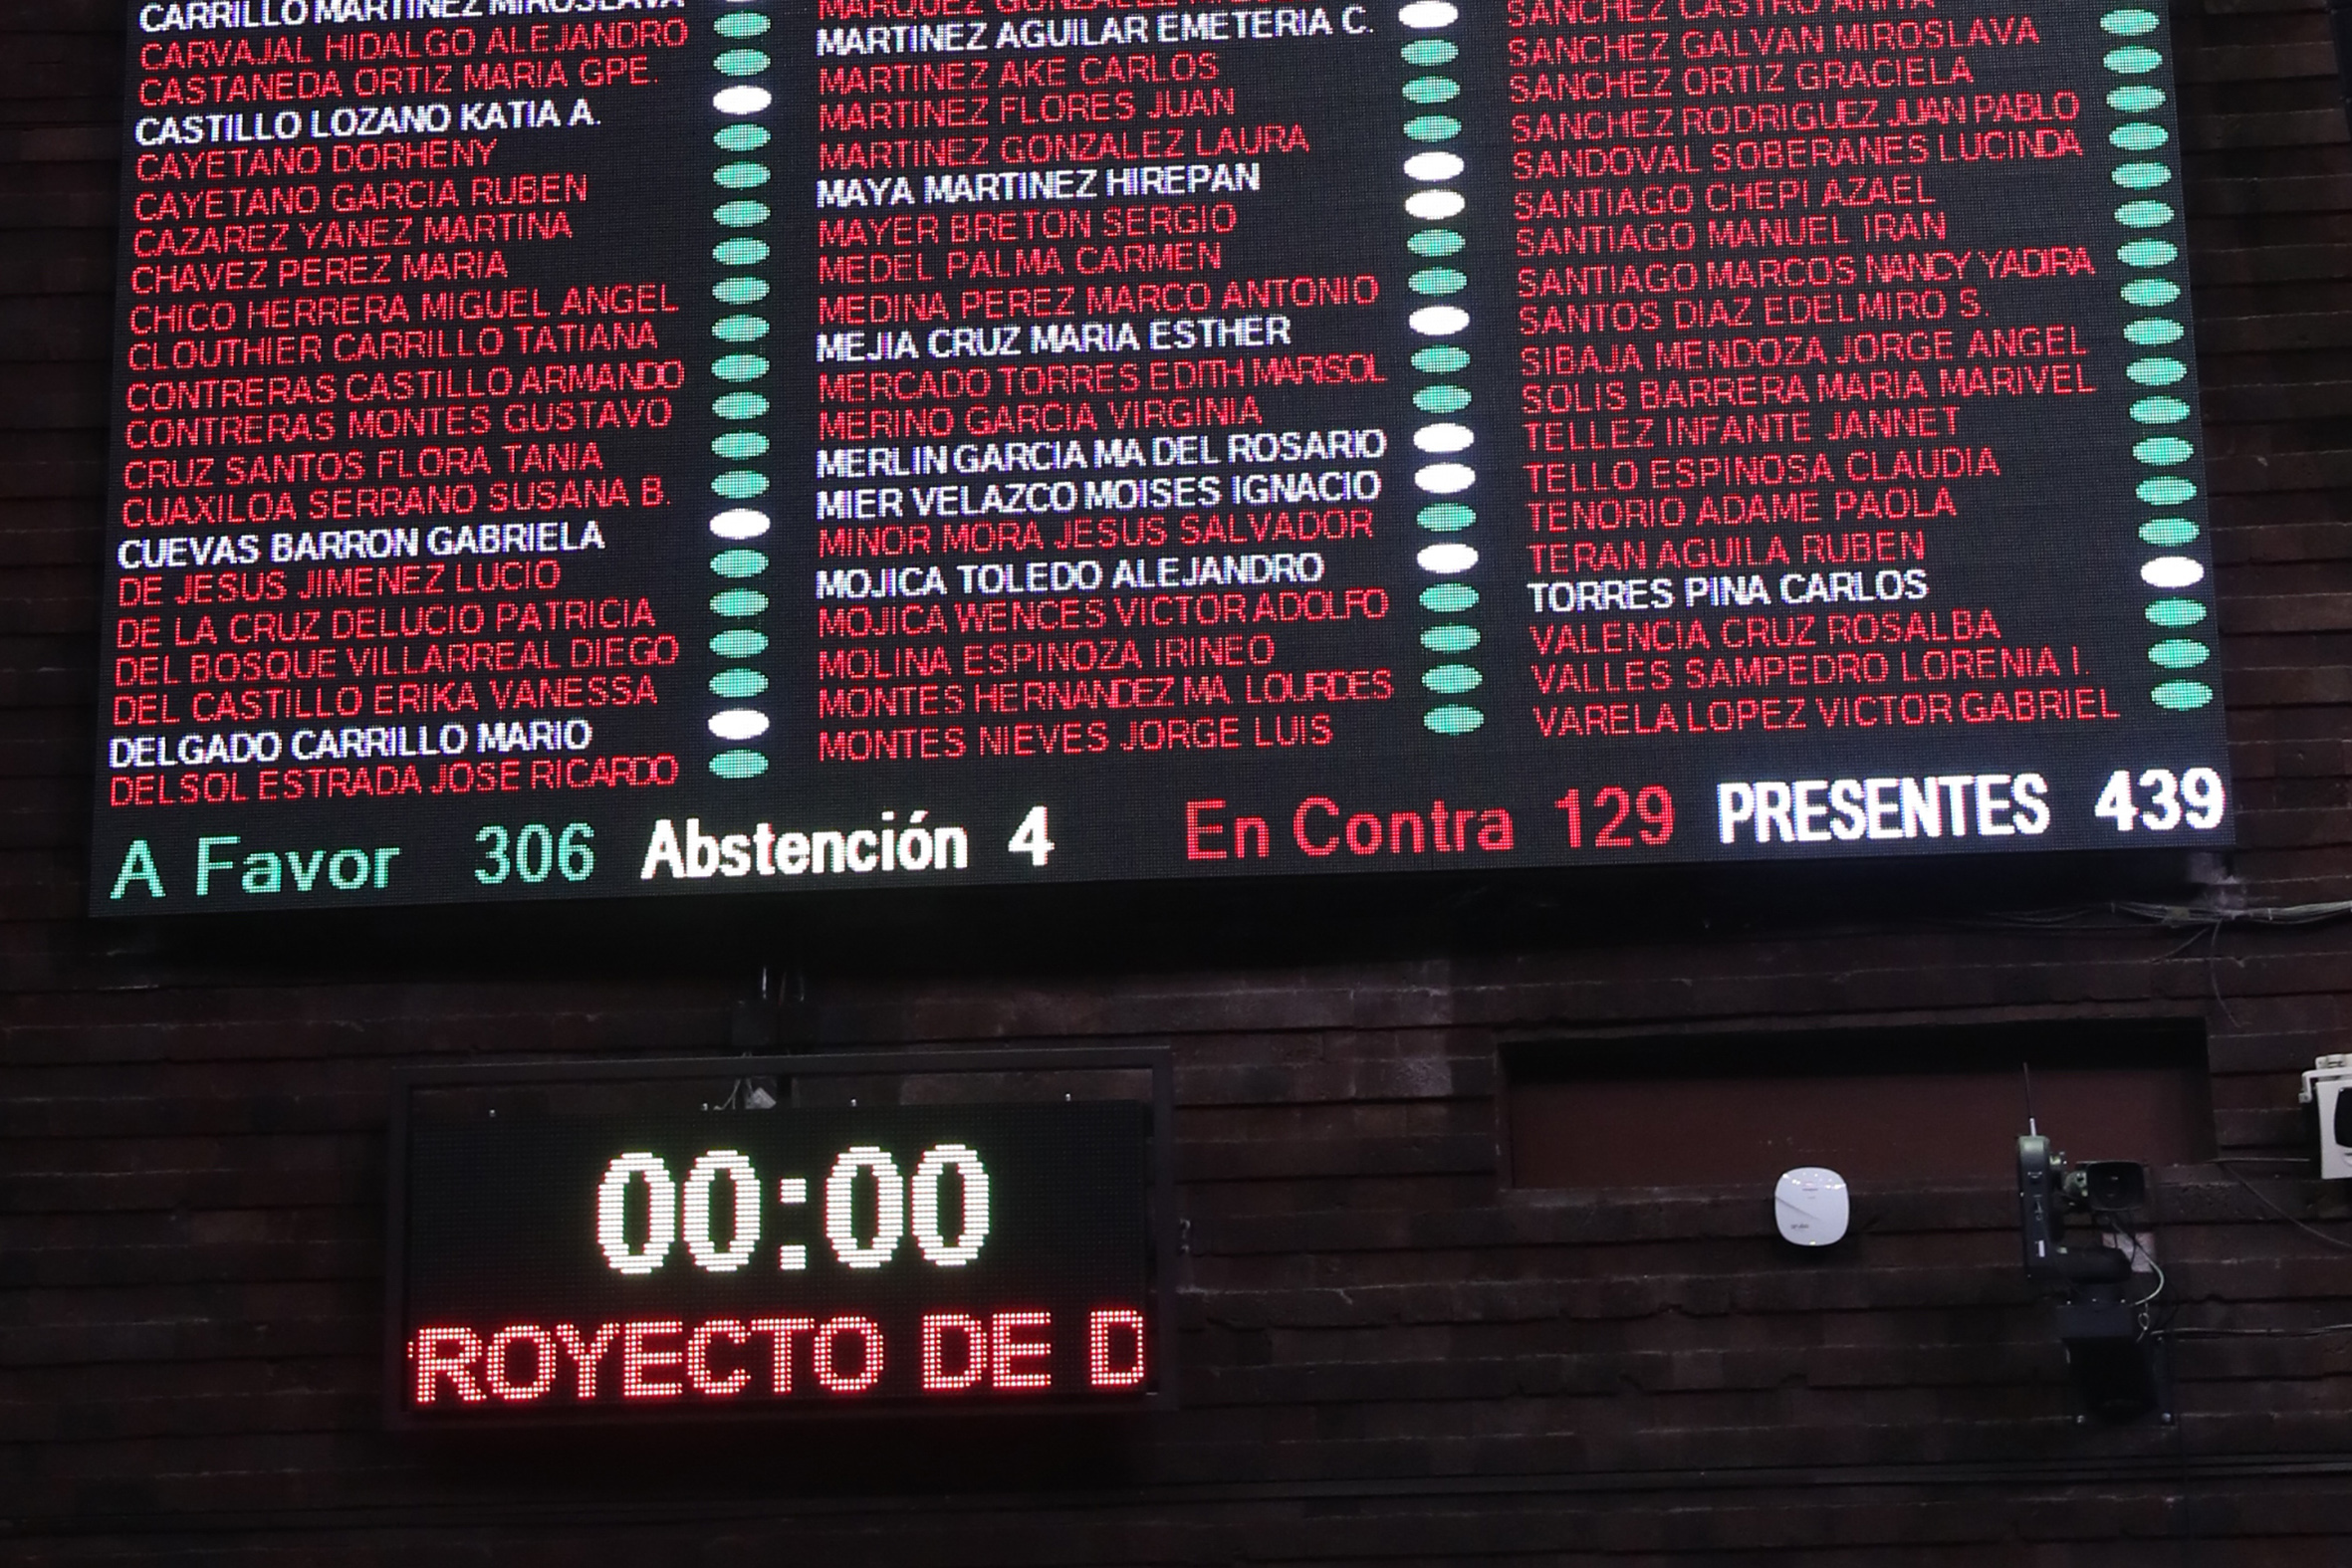 CARRILLO MARTINEZ MIROSLAVA
CARVAJAL HIDALGO ALEJANDRO
CASTANEDA ORTIZ MARIA GPE.
CASTILLO LOZANO KATIA A.
CAYETANO DORHENY
CAYETANO GARCIA RUBEN
CAZAREZ YANEZ MARTINA
CHAVEZ PEREZ MARIA
CHICO HERRERA MIGUEL ANGEL
CLOUTHIER CARRILLO TATIANA
CONTRERAS CASTILLO ARMANDO
CONTRERAS MONTES GUSTAVO
CRUZ SANTOS FLORA TANIA
CUAXILOA SERRANO SUSANA B.
CUEVAS BARRON GABRIELA
DE JESUS JIMENEZ LUCIO
DE LA CRUZ DELUCIO PATRICIA
DEL BOSQUE VILLARREAL DIEGO
DEL CASTILLO ERIKA VANESSA
DELGADO CARRILLO MARIO
DELSOL ESTRADA JOSE RICARDO
MARQUEZ GONZALEZ
MARTINEZ AGUILAR EMETERIA C.
MARTINEZ AKE CARLOS
MARTINEZ FLORES JUAN
MARTINEZ GONZALEZ LAURA
MAYA MARTINEZ HIREPAN
MAYER BRETON SERGIO
MEDEL PALMA CARMEN
MEDINA PEREZ MARCO ANTONIO
MEJIA CRUZ MARIA ESTHER
MERCADO TORRES EDITH MARISOL
MERINO GARCIA VIRGINIA
MERLIN GARCIA MA DEL ROSARIO
MIER VELAZCO MOISES IGNACIO
MINOR MORA JESUS SALVADOR
MOJICA TOLEDO ALEJANDRO
MOJICA WENCES VICTOR ADOLFO
MOLINA ESPINOZA IRINEO
MONTES HERNANDEZ MA. LOURDES
MONTES NIEVES JORGE LUIS
SANCHEZ CASTRO ANITA
SANCHEZ GALVAN MIROSLAVA
SANCHEZ ORTIZ GRACIELA
SANCHEZ RODRIGUEZ JUAN PABLO
SANDOVAL SOBERANES LUCINDA
SANTIAGO CHEPI AZAEL
SANTIAGO MANUEL IRAN
SANTIAGO MARCOS NANCY YADIRA
SANTOS DIAZ EDELMIRO S.
SIBAJA MENDOZA JORGE ANGEL
SOLIS BARRERA MARIA MARIVEL
TELLEZ INFANTE JANNET
TELLO ESPINOSA CLAUDIA
TENORIO ADAME PAOLA
TERAN AGUILA RUBEN
TORRES PINA CARLOS
VALENCIA CRUZ ROSALBA
VALLES SAMPEDRO LORENIA I.
VARELA LOPEZ VICTOR GABRIEL
A Favor 306 Abstención 4 En Contra 129 PRESENTES 439
00:00
ROYECTO DE D